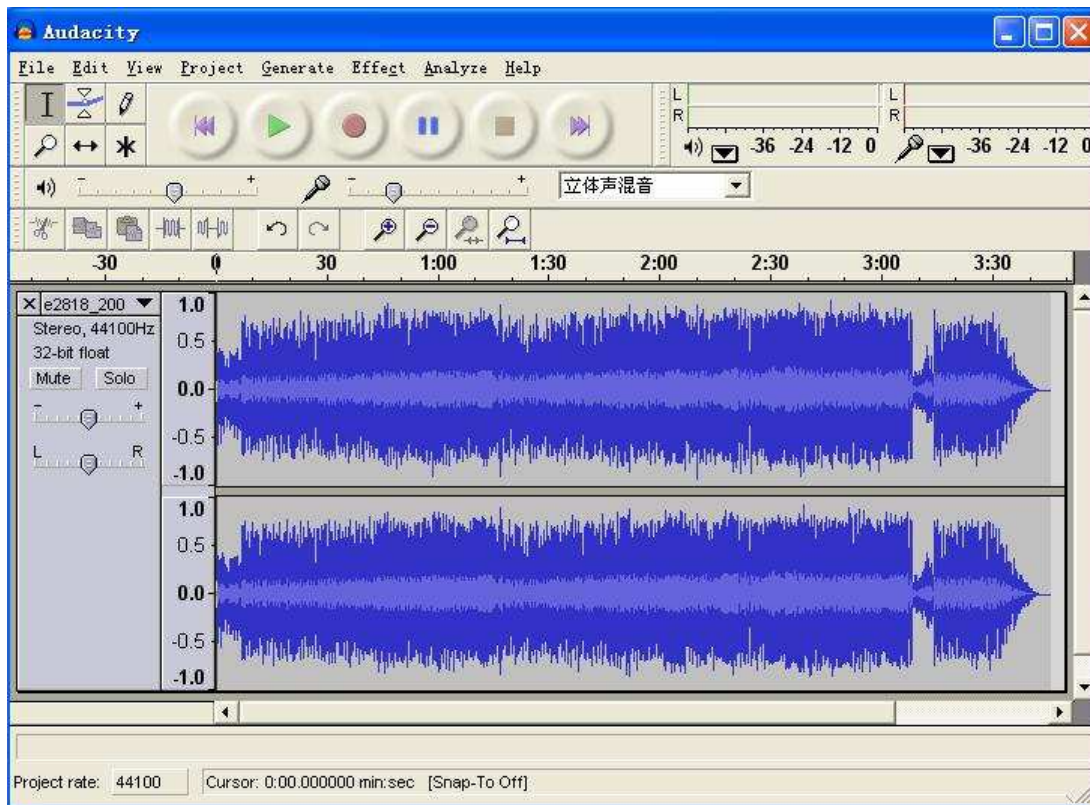 Audacity
File Edit View Project Generate Effect Analyze Help
L
R
-36 -24 -12 0
L
R
-36 -24 -12 0
- +
- +
立体声混音
-30 0 30 1:00 1:30 2:00 2:30 3:00 3:30
e2818_200
Stereo, 44100Hz
32-bit float
Mute Solo
- +
L R
1.0
0.5
0.0
-0.5
-1.0
1.0
0.5
0.0
-0.5
-1.0
Project rate: 44100 Cursor: 0:00.000000 min:sec [Snap-To Off]